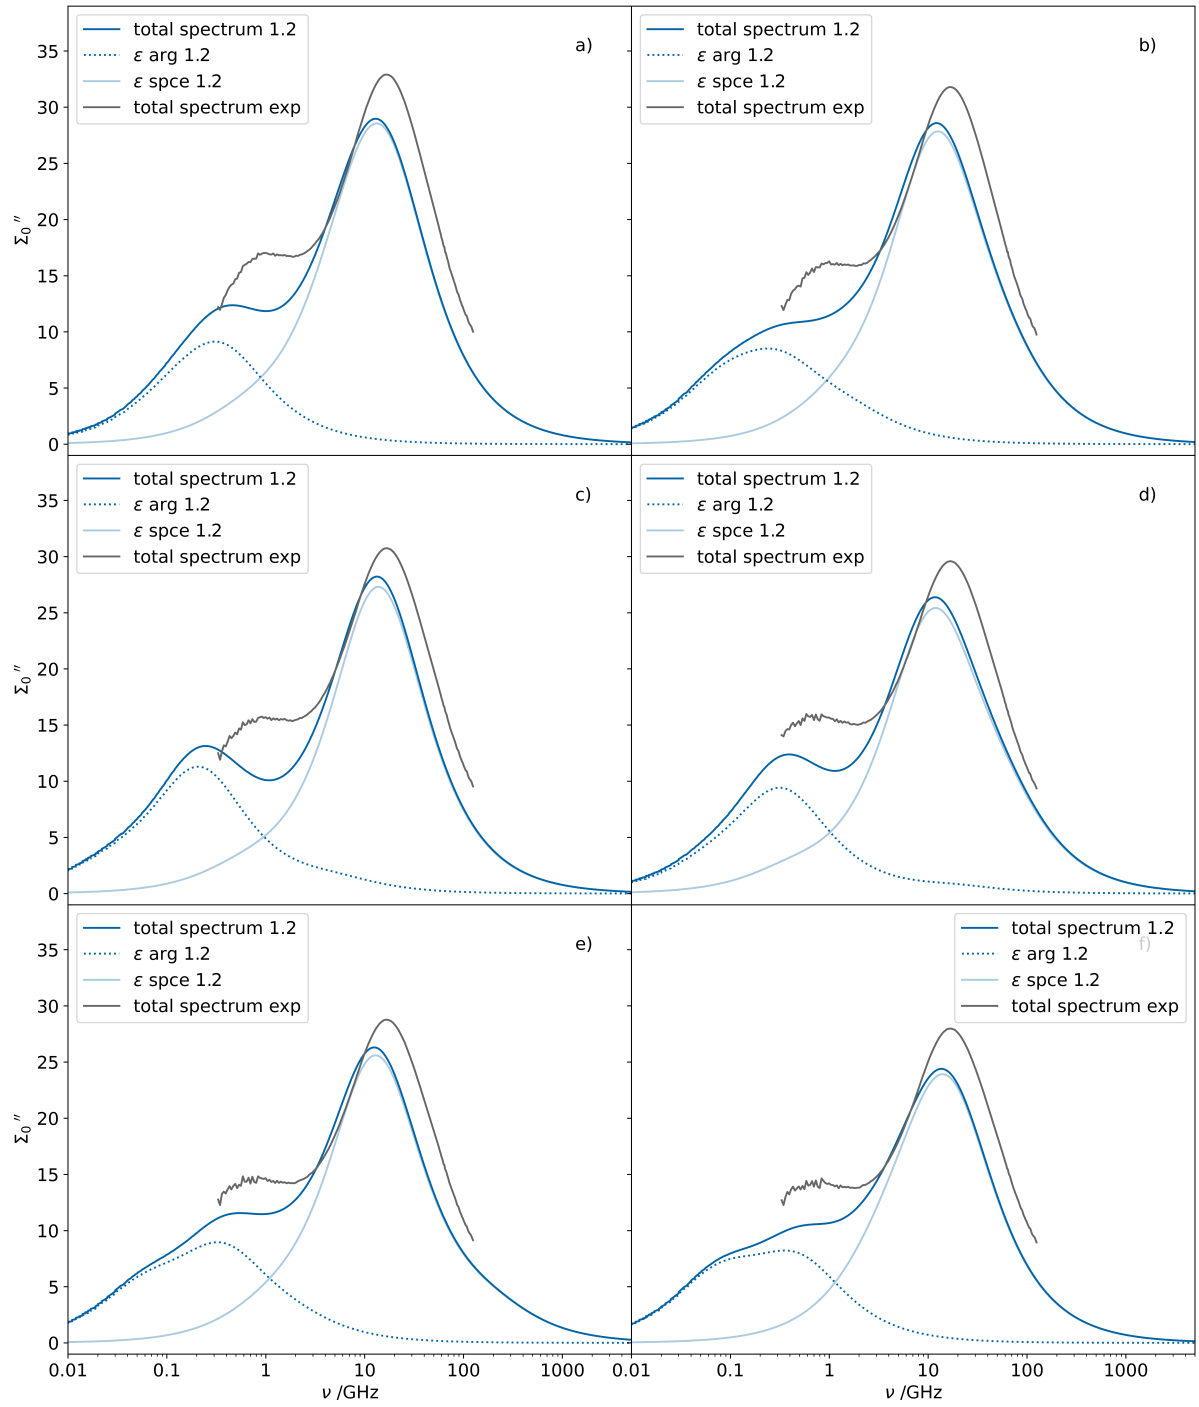 total spectrum 1.2
ε arg 1.2
ε spce 1.2
total spectrum exp
a)
35
30
25
20
15
10
5
0
Σ₀″
total spectrum 1.2
ε arg 1.2
ε spce 1.2
total spectrum exp
b)
total spectrum 1.2
ε arg 1.2
ε spce 1.2
total spectrum exp
c)
35
30
25
20
15
10
5
0
Σ₀″
total spectrum 1.2
ε arg 1.2
ε spce 1.2
total spectrum exp
d)
total spectrum 1.2
ε arg 1.2
ε spce 1.2
total spectrum exp
e)
35
30
25
20
15
10
5
0
Σ₀″
0.01 0.1 1 10 100 1000
ν /GHz
total spectrum 1.2
ε arg 1.2
ε spce 1.2
total spectrum exp
f)
0.01 0.1 1 10 100 1000
ν /GHz